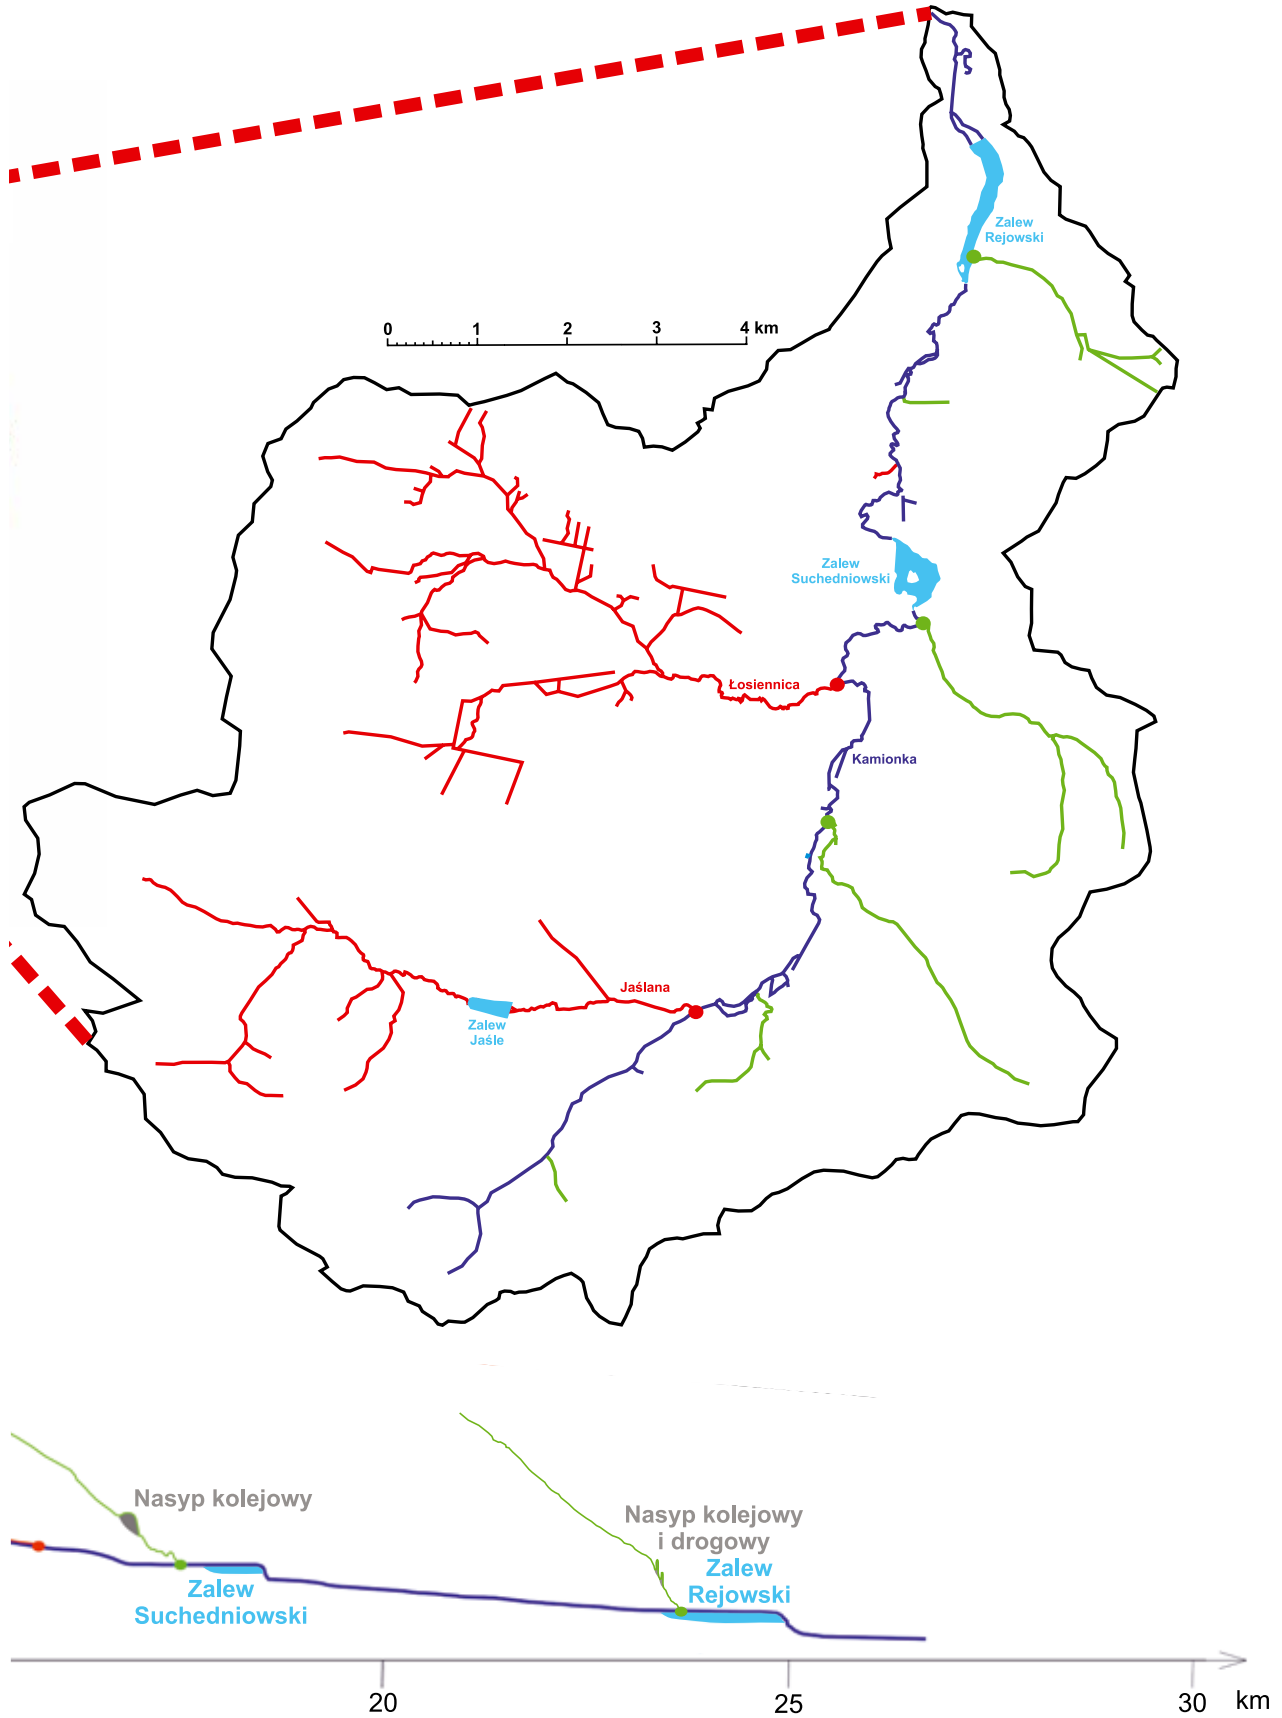 Zalew
Rejowski
0 1 2 3 4 km
Zalew
Suchedniowski
Łosiennica
Kamionka
Jaślana
Zalew
Jaśle
Nasyp kolejowy
Nasyp kolejowy
i drogowy
Zalew
Rejowski
Zalew
Suchedniowski
20 25 30 km